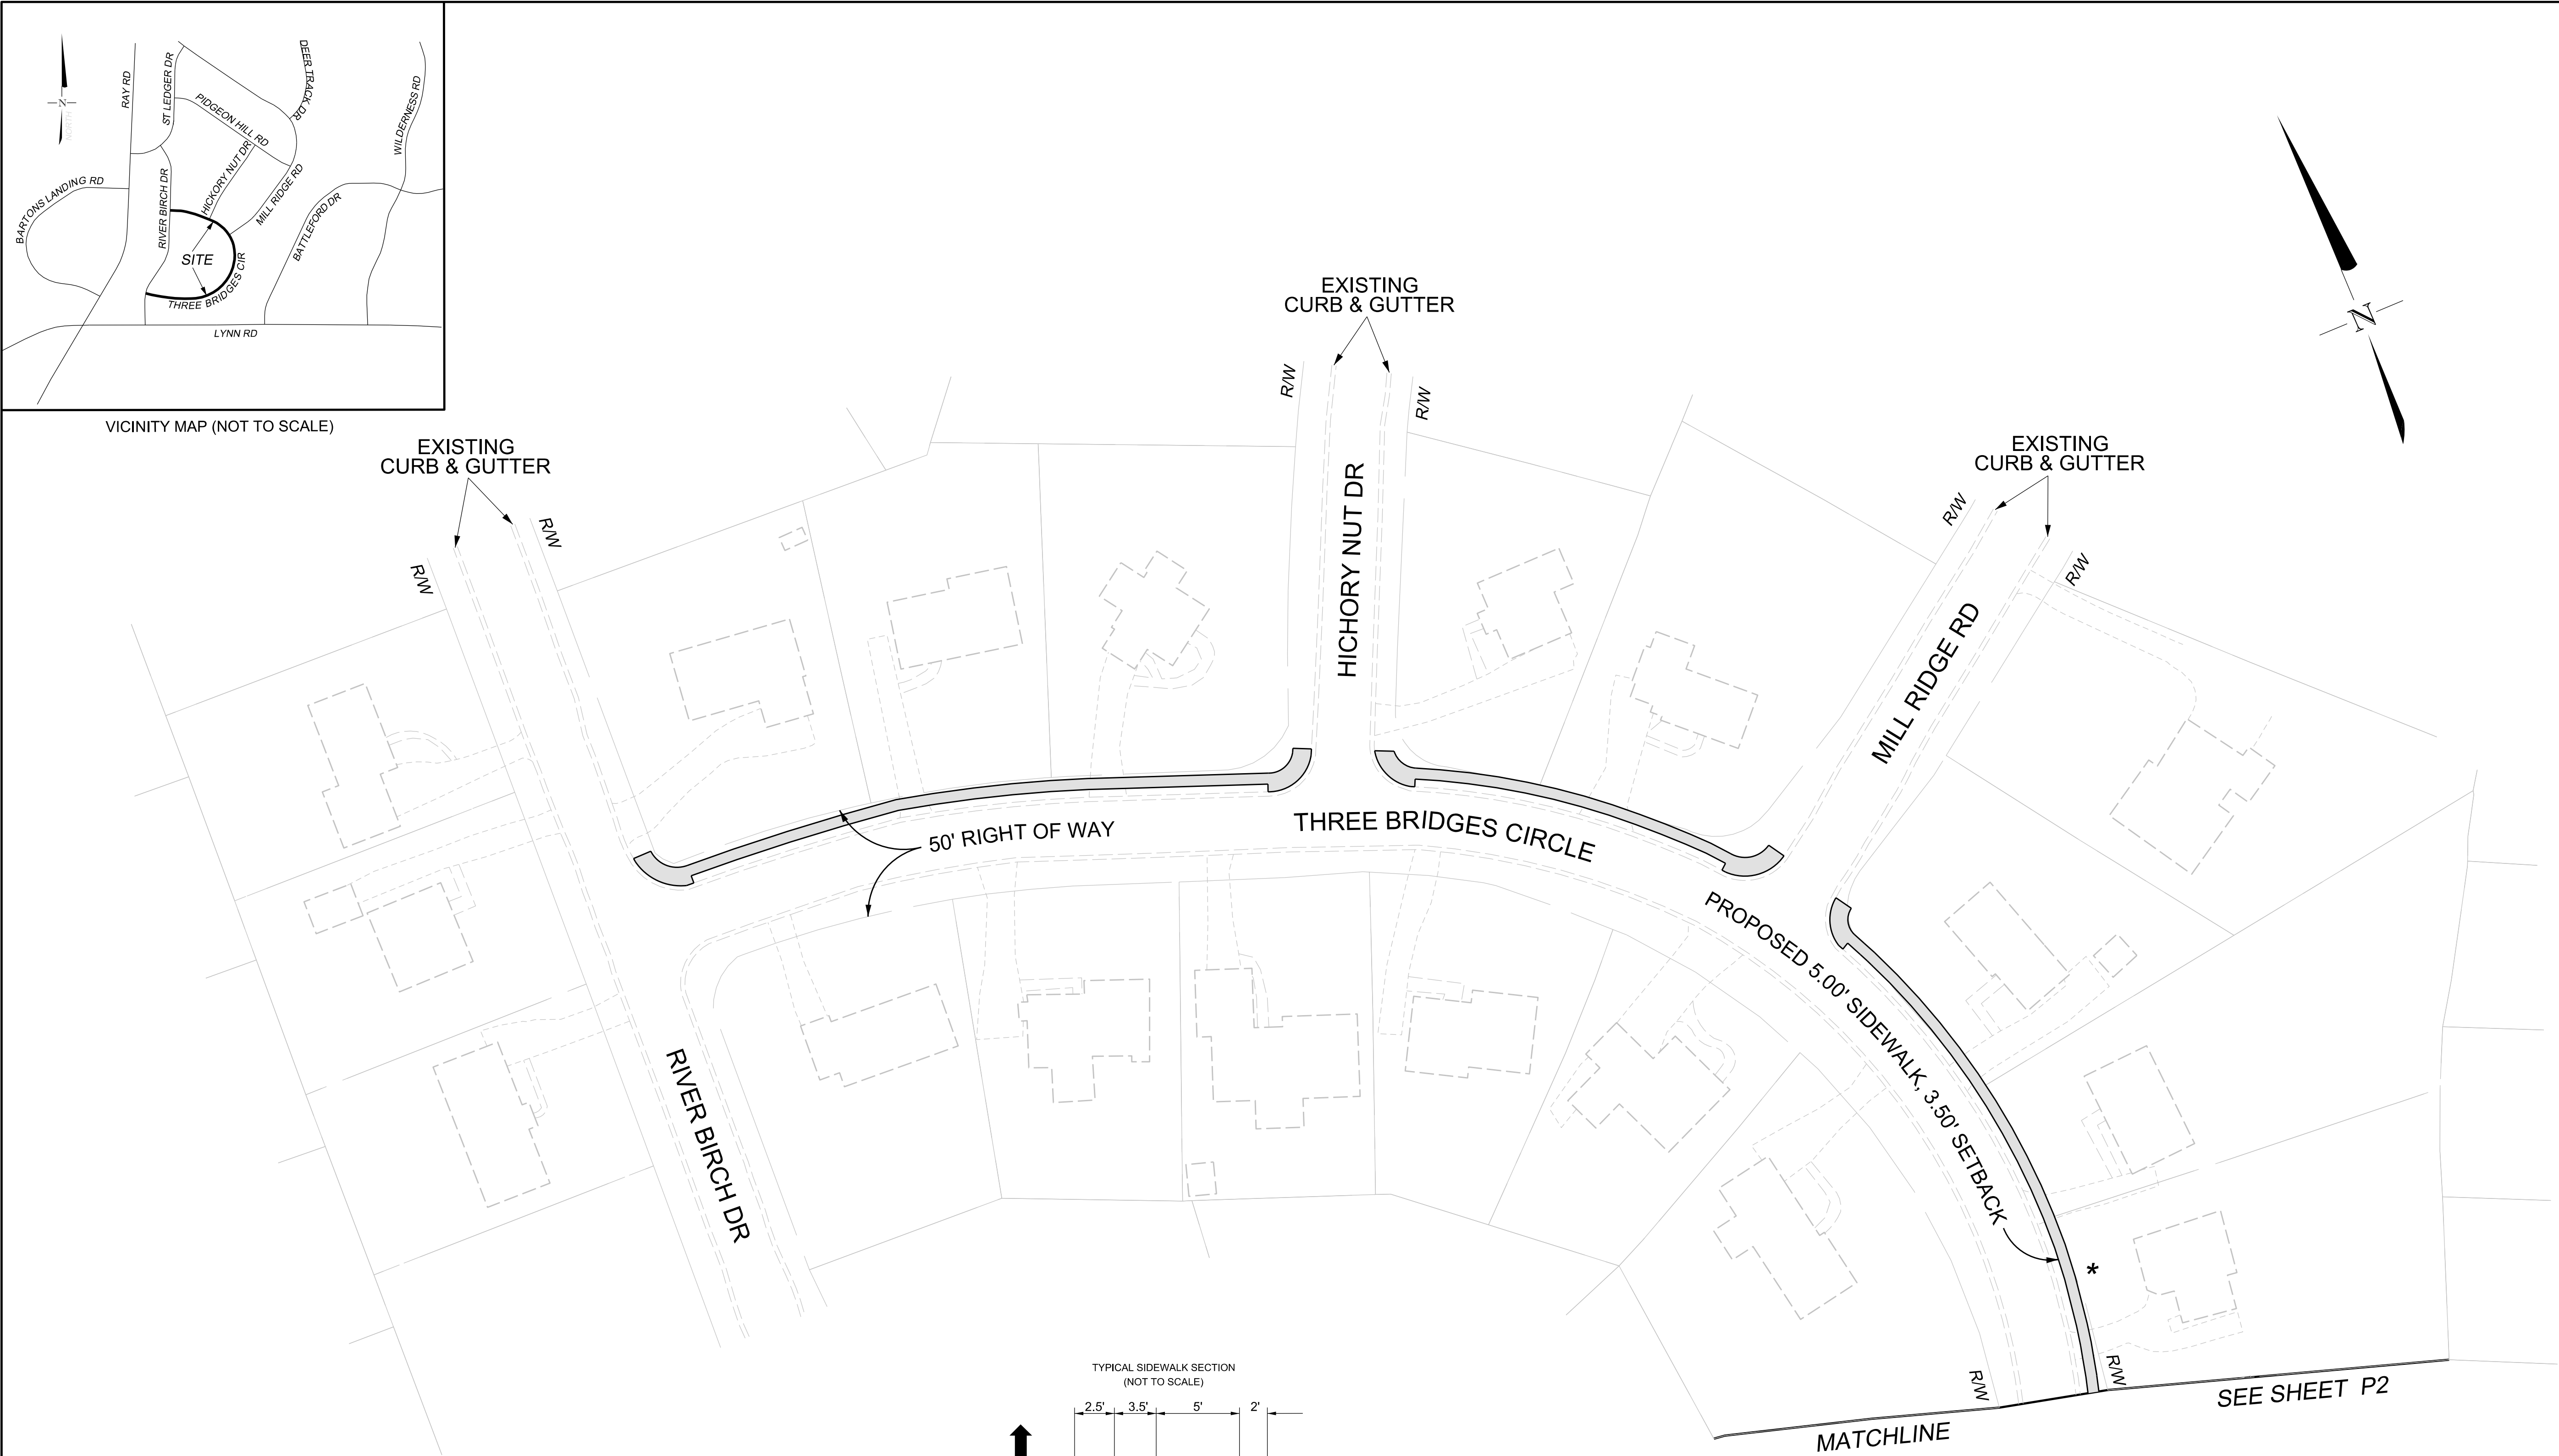 N
NORTH
RAY RD
ST LEDGER DR
DEER TRACK DR
PIDGEON HILL RD
WILDERNESS RD
HICKORY NUT DR
MILL RIDGE RD
BARTONS LANDING RD
RIVER BIRCH DR
BATTLEFORD DR
SITE
THREE BRIDGES CIR
LYNN RD
VICINITY MAP (NOT TO SCALE)
N
EXISTING
CURB & GUTTER
R/W
R/W
EXISTING
CURB & GUTTER
R/W
R/W
EXISTING
CURB & GUTTER
R/W
R/W
HICHORY NUT DR
MILL RIDGE RD
50' RIGHT OF WAY
THREE BRIDGES CIRCLE
PROPOSED 5.00' SIDEWALK, 3.50' SETBACK
*
RIVER BIRCH DR
R/W
R/W
MATCHLINE
SEE SHEET P2
TYPICAL SIDEWALK SECTION
(NOT TO SCALE)
2.5' 3.5' 5' 2'